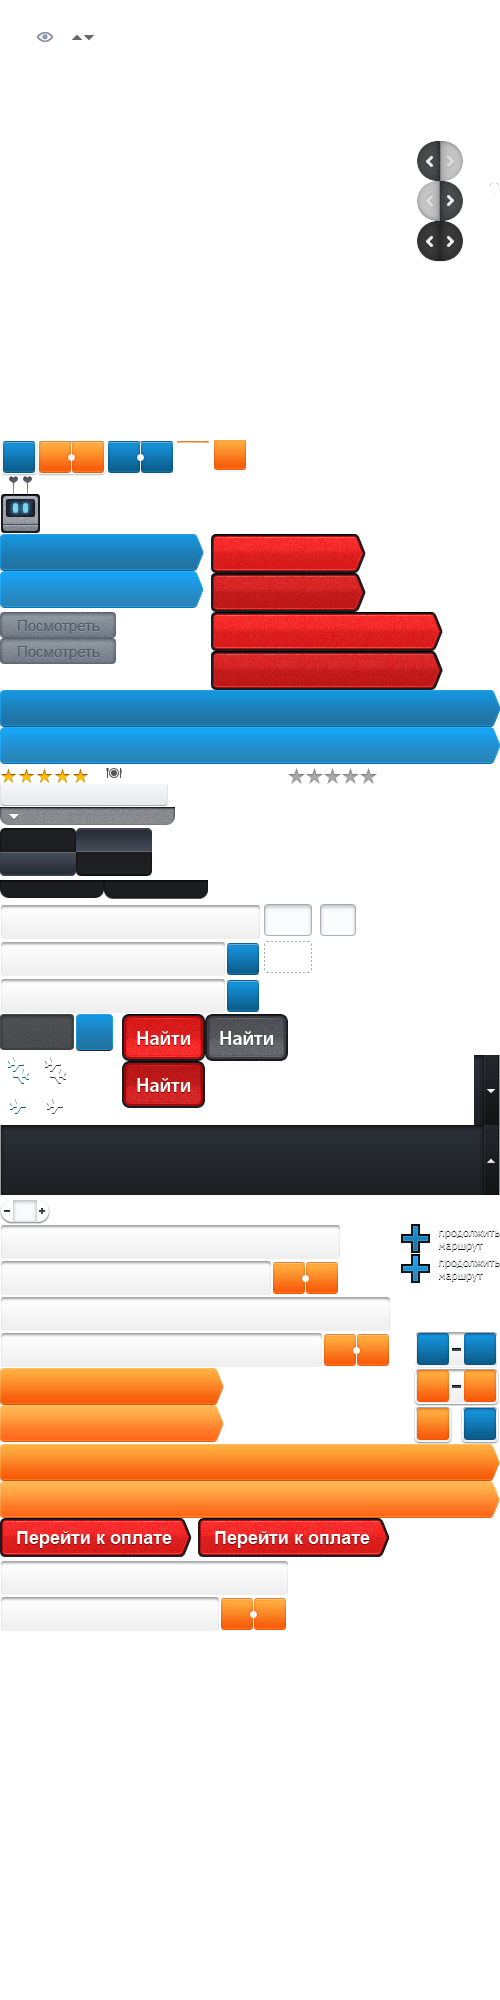 Посмотреть
Посмотреть
Найти
Найти
Найти
продолжить
маршрут
продолжить
маршрут
Перейти к оплате
Перейти к оплате